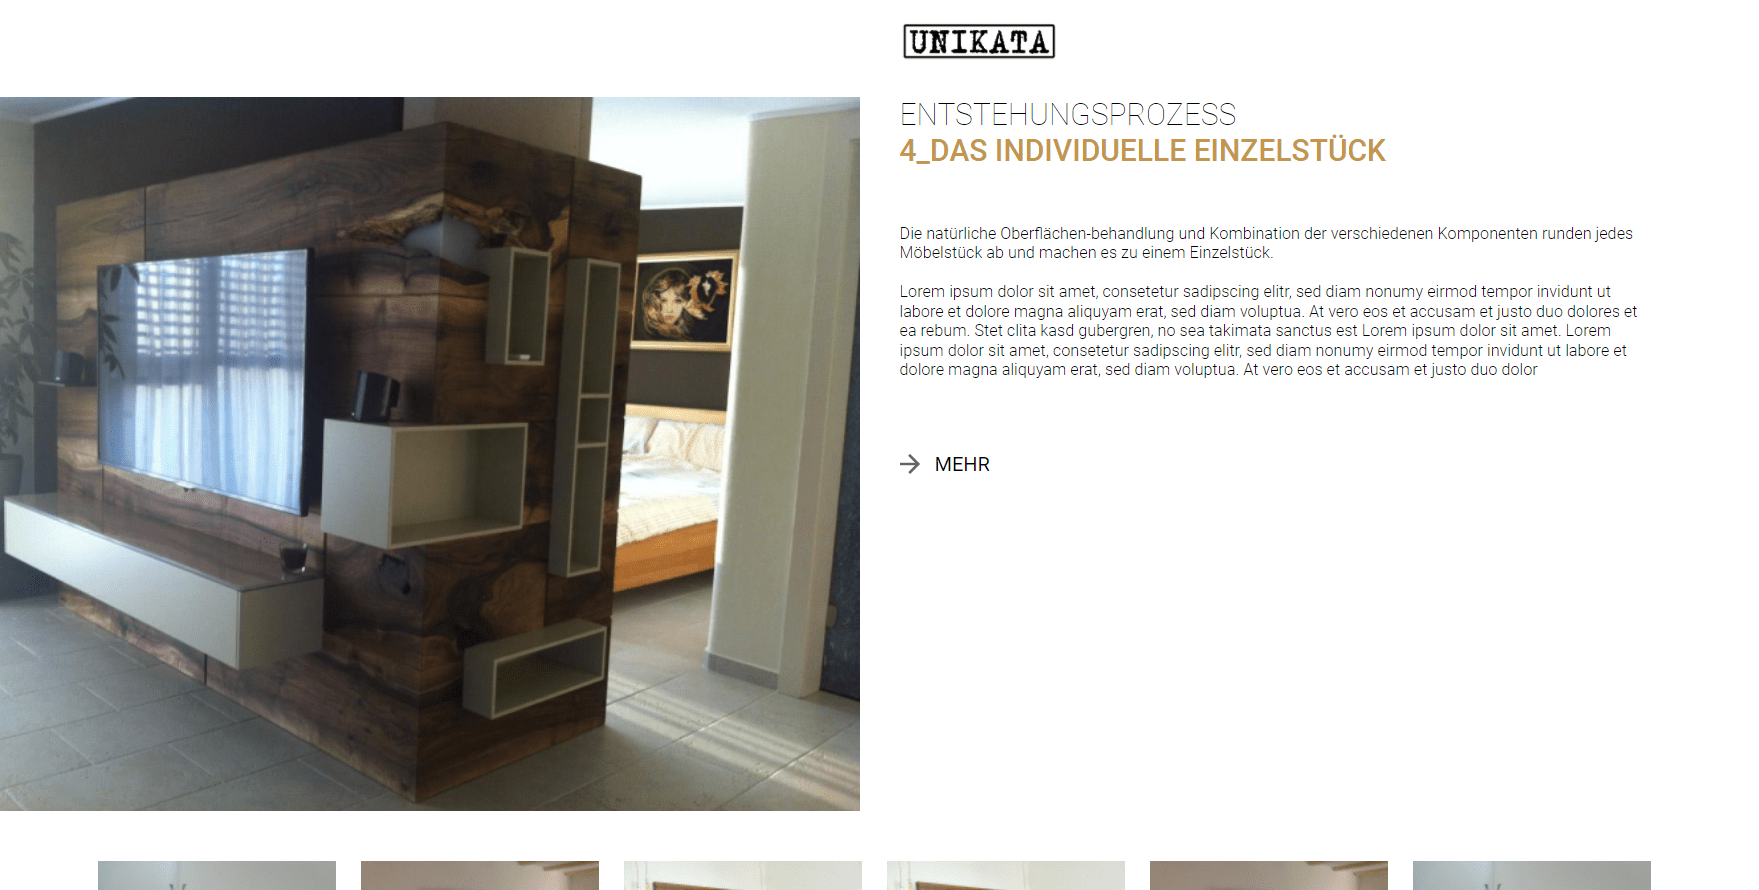 UNIKATA
ENTSTEHUNGSPROZESS
4_DAS INDIVIDUELLE EINZELSTÜCK
Die natürliche Oberflächen-behandlung und Kombination der verschiedenen Komponenten runden jedes
Möbelstück ab und machen es zu einem Einzelstück.
Lorem ipsum dolor sit amet, consetetur sadipscing elitr, sed diam nonumy eirmod tempor invidunt ut
labore et dolore magna aliquyam erat, sed diam voluptua. At vero eos et accusam et justo duo dolores et
ea rebum. Stet clita kasd gubergren, no sea takimata sanctus est Lorem ipsum dolor sit amet. Lorem
ipsum dolor sit amet, consetetur sadipscing elitr, sed diam nonumy eirmod tempor invidunt ut labore et
dolore magna aliquyam erat, sed diam voluptua. At vero eos et accusam et justo duo dolor
MEHR